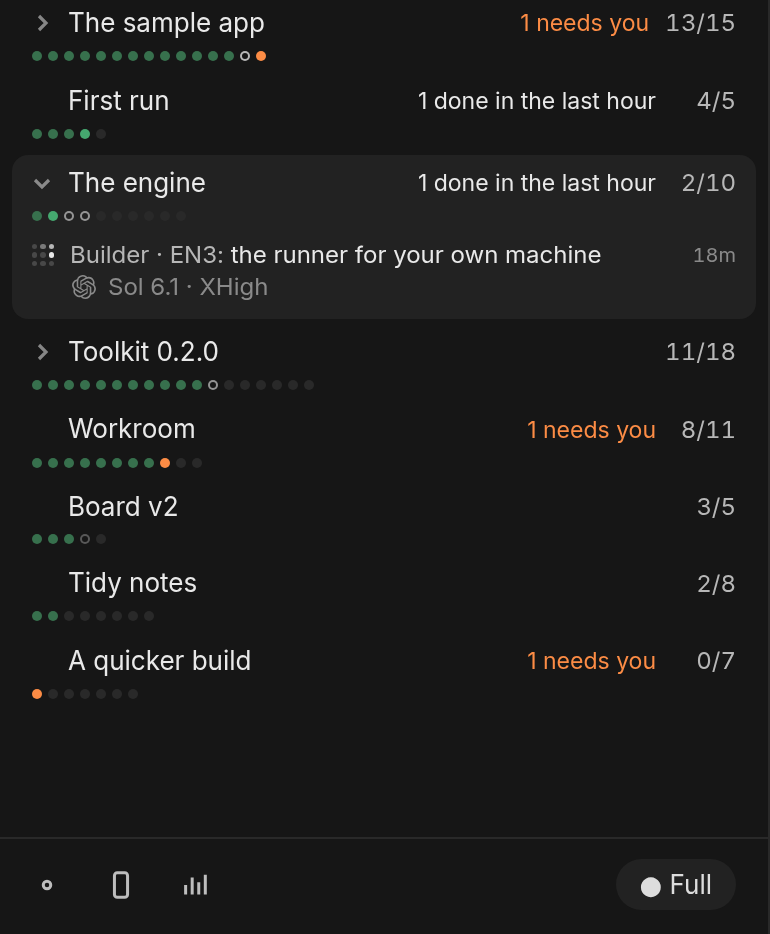 The sample app 1 needs you 13/15
First run 1 done in the last hour 4/5
The engine 1 done in the last hour 2/10
Builder · EN3: the runner for your own machine 18m
Sol 6.1 · XHigh
Toolkit 0.2.0 11/18
Workroom 1 needs you 8/11
Board v2 3/5
Tidy notes 2/8
A quicker build 1 needs you 0/7
Full